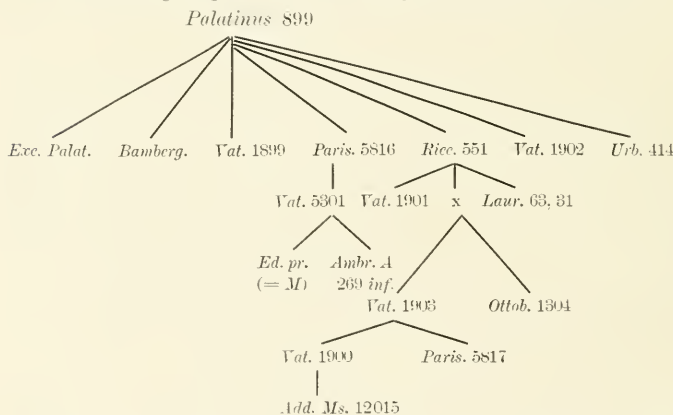 Palatinus 899
Exc. Palat. Bamberg. Vat. 1899 Paris. 5816 Ricc. 551 Vat. 1902 Urb. 414
Vat. 5301 Vat. 1901 x Laur. 63, 31
Ed. pr. Ambr. A
(= M) 269 inf.
Vat. 1903 Ottob. 1304
Vat. 1900 Paris. 5817
Add. Ms. 12015